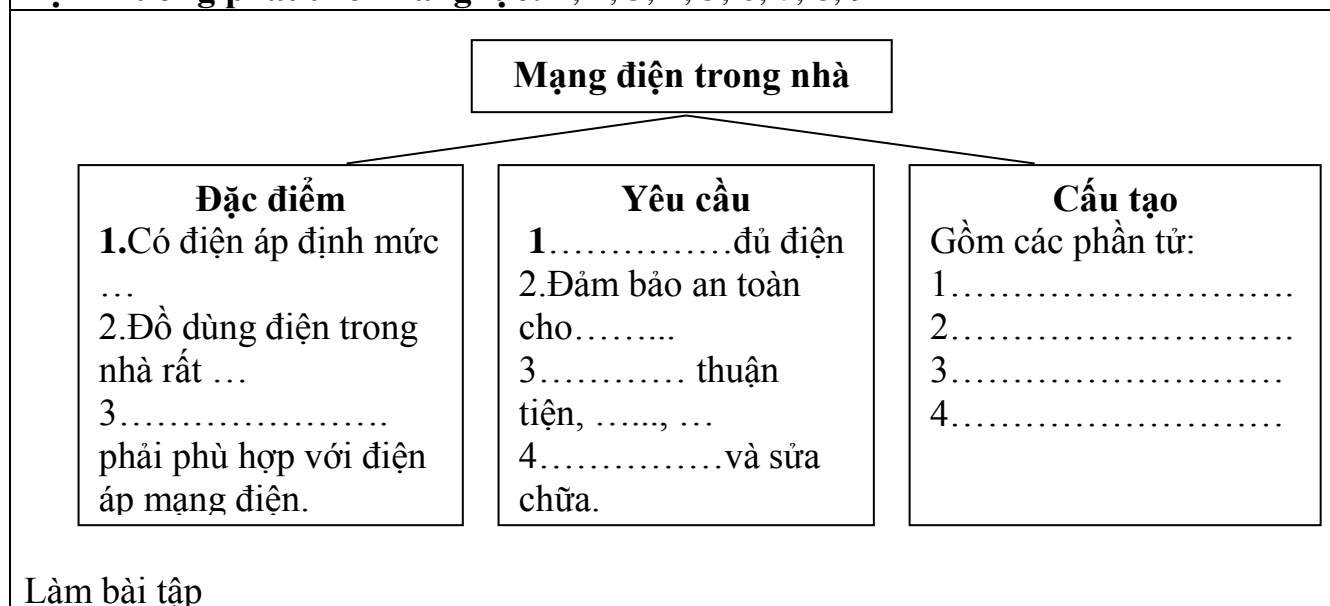 Mạng điện trong nhà
Đặc điểm
1.Có điện áp định mức
…
2.Đồ dùng điện trong
nhà rất …
3………………….
phải phù hợp với điện
áp mạng điện.
Yêu cầu
1……………đủ điện
2.Đảm bảo an toàn
cho……...
3………… thuận
tiện, ……..., …
4……………và sửa
chữa.
Cấu tạo
Gồm các phần tử:
1……………………….
2……………………….
3………………………
4………………………
Làm bài tập